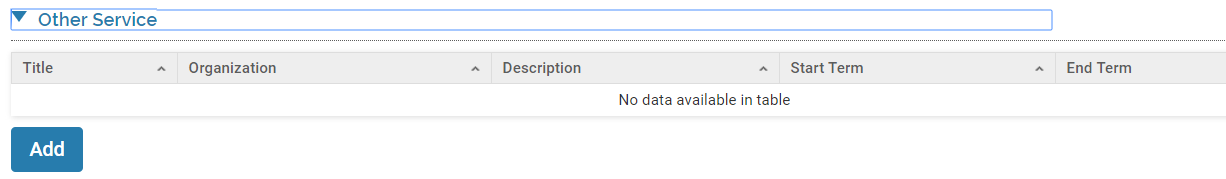 Other Service
Title Organization Description Start Term End Term
No data available in table
Add